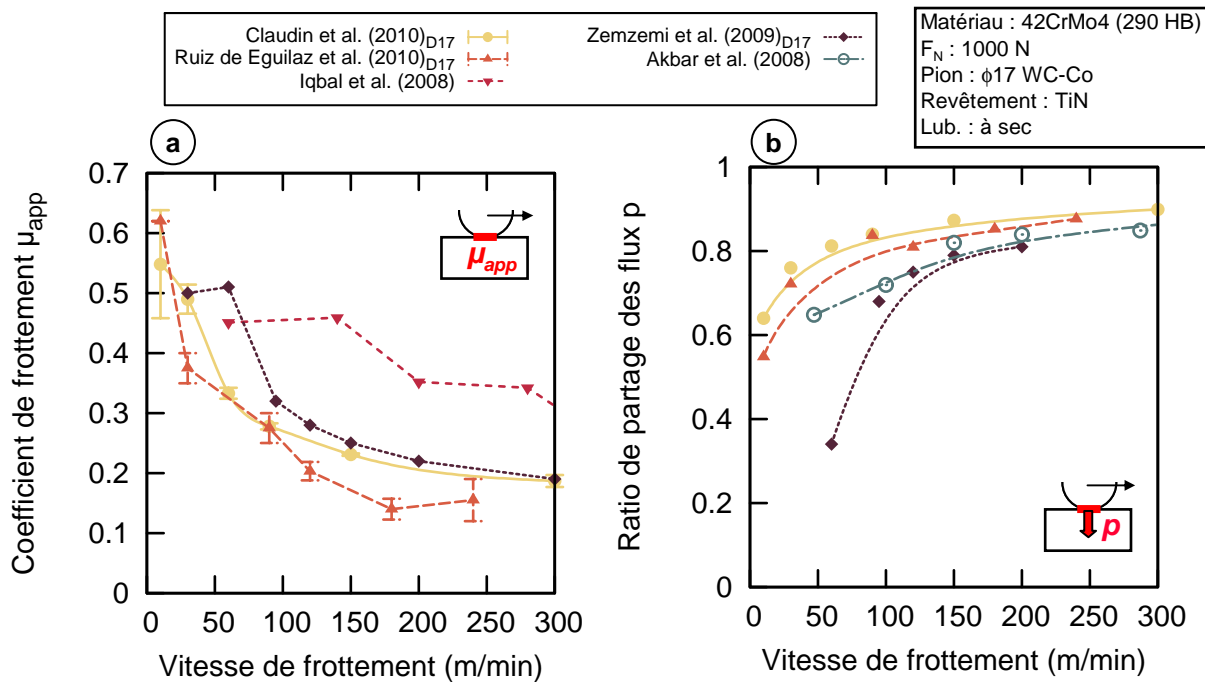 Claudin et al. (2010)D17
Ruiz de Eguilaz et al. (2010)D17
Iqbal et al. (2008)
Zemzemi et al. (2009)D17
Akbar et al. (2008)
Matériau : 42CrMo4 (290 HB)
FN : 1000 N
Pion : ϕ17 WC-Co
Revêtement : TiN
Lub. : à sec
a
Coefficient de frottement µapp
0.7
0.6
0.5
0.4
0.3
0.2
0.1
0
0 50 100 150 200 250 300
Vitesse de frottement (m/min)
µapp
b
Ratio de partage des flux p
1
0.8
0.6
0.4
0.2
0
0 50 100 150 200 250 300
Vitesse de frottement (m/min)
p